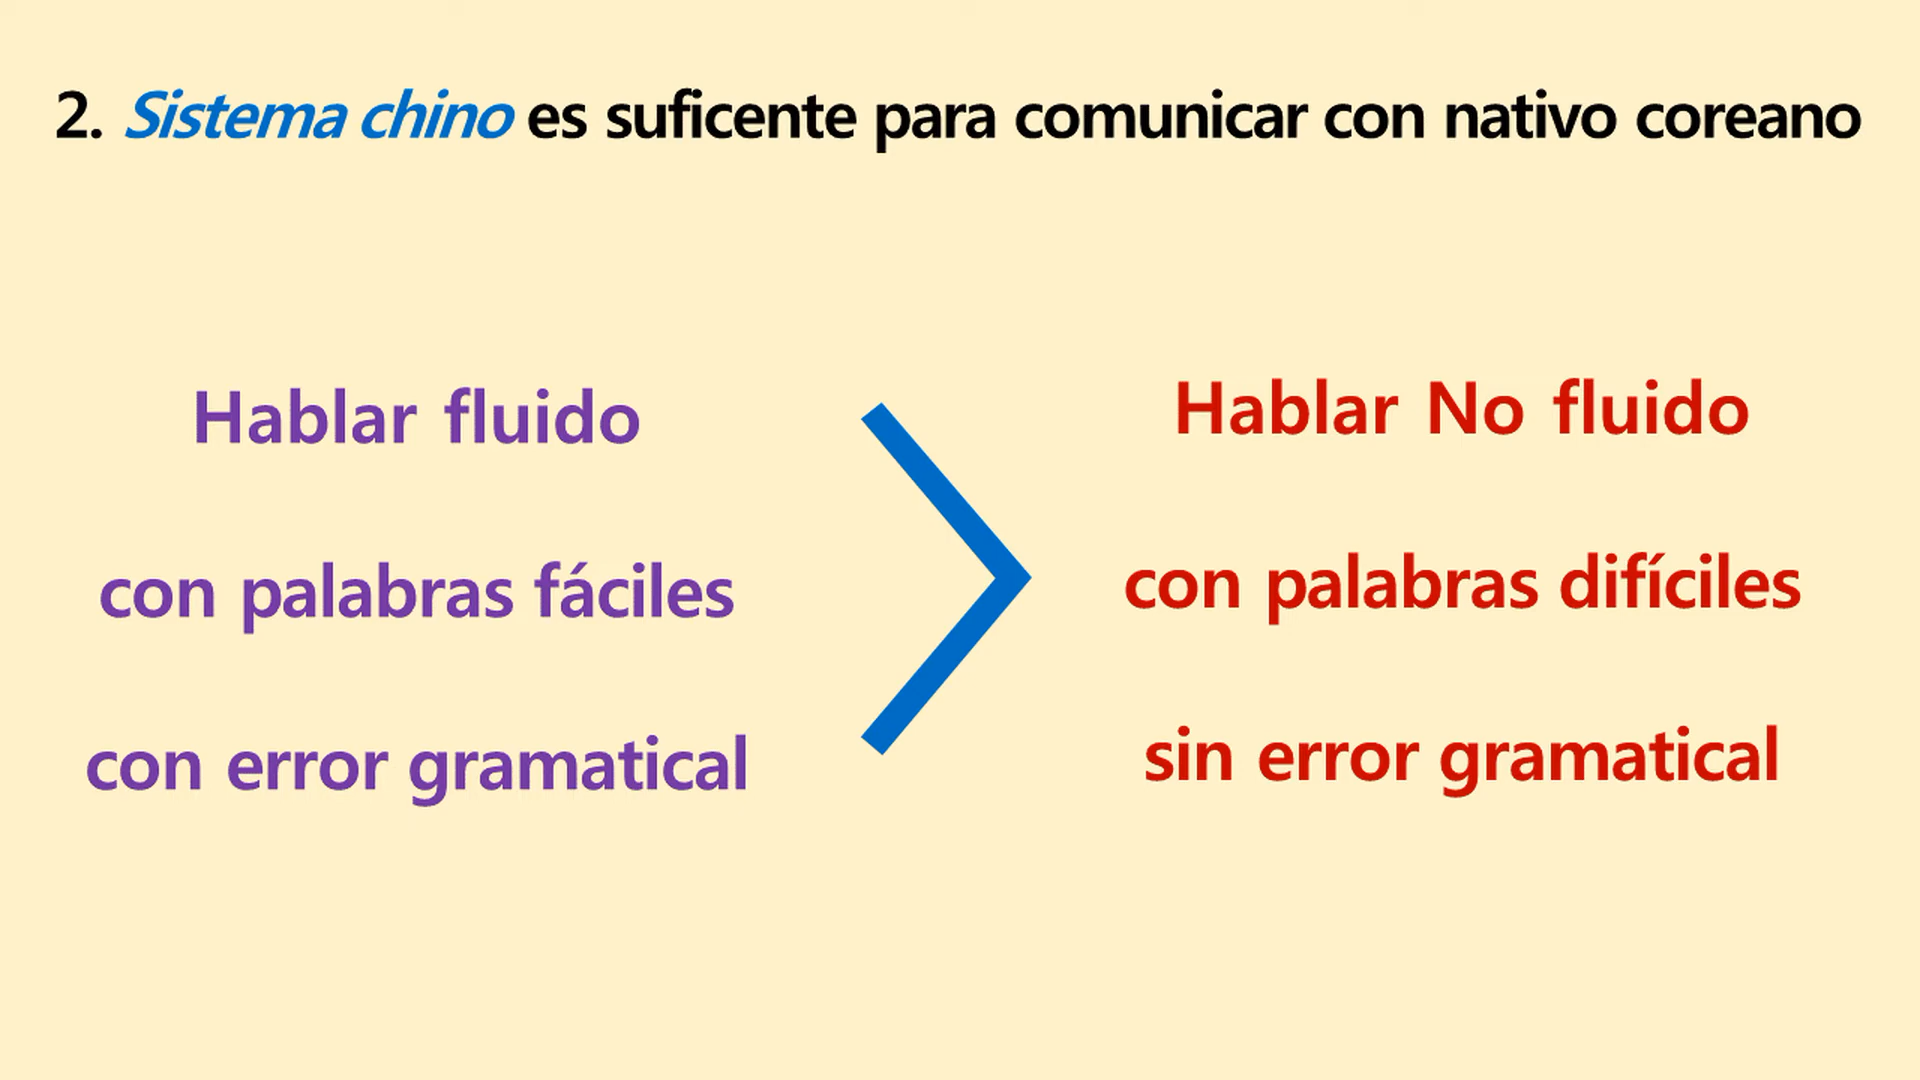 2. Sistema chino es suficente para comunicar con nativo coreano
Hablar fluido
con palabras fáciles
con error gramatical
Hablar No fluido
con palabras difíciles
sin error gramatical